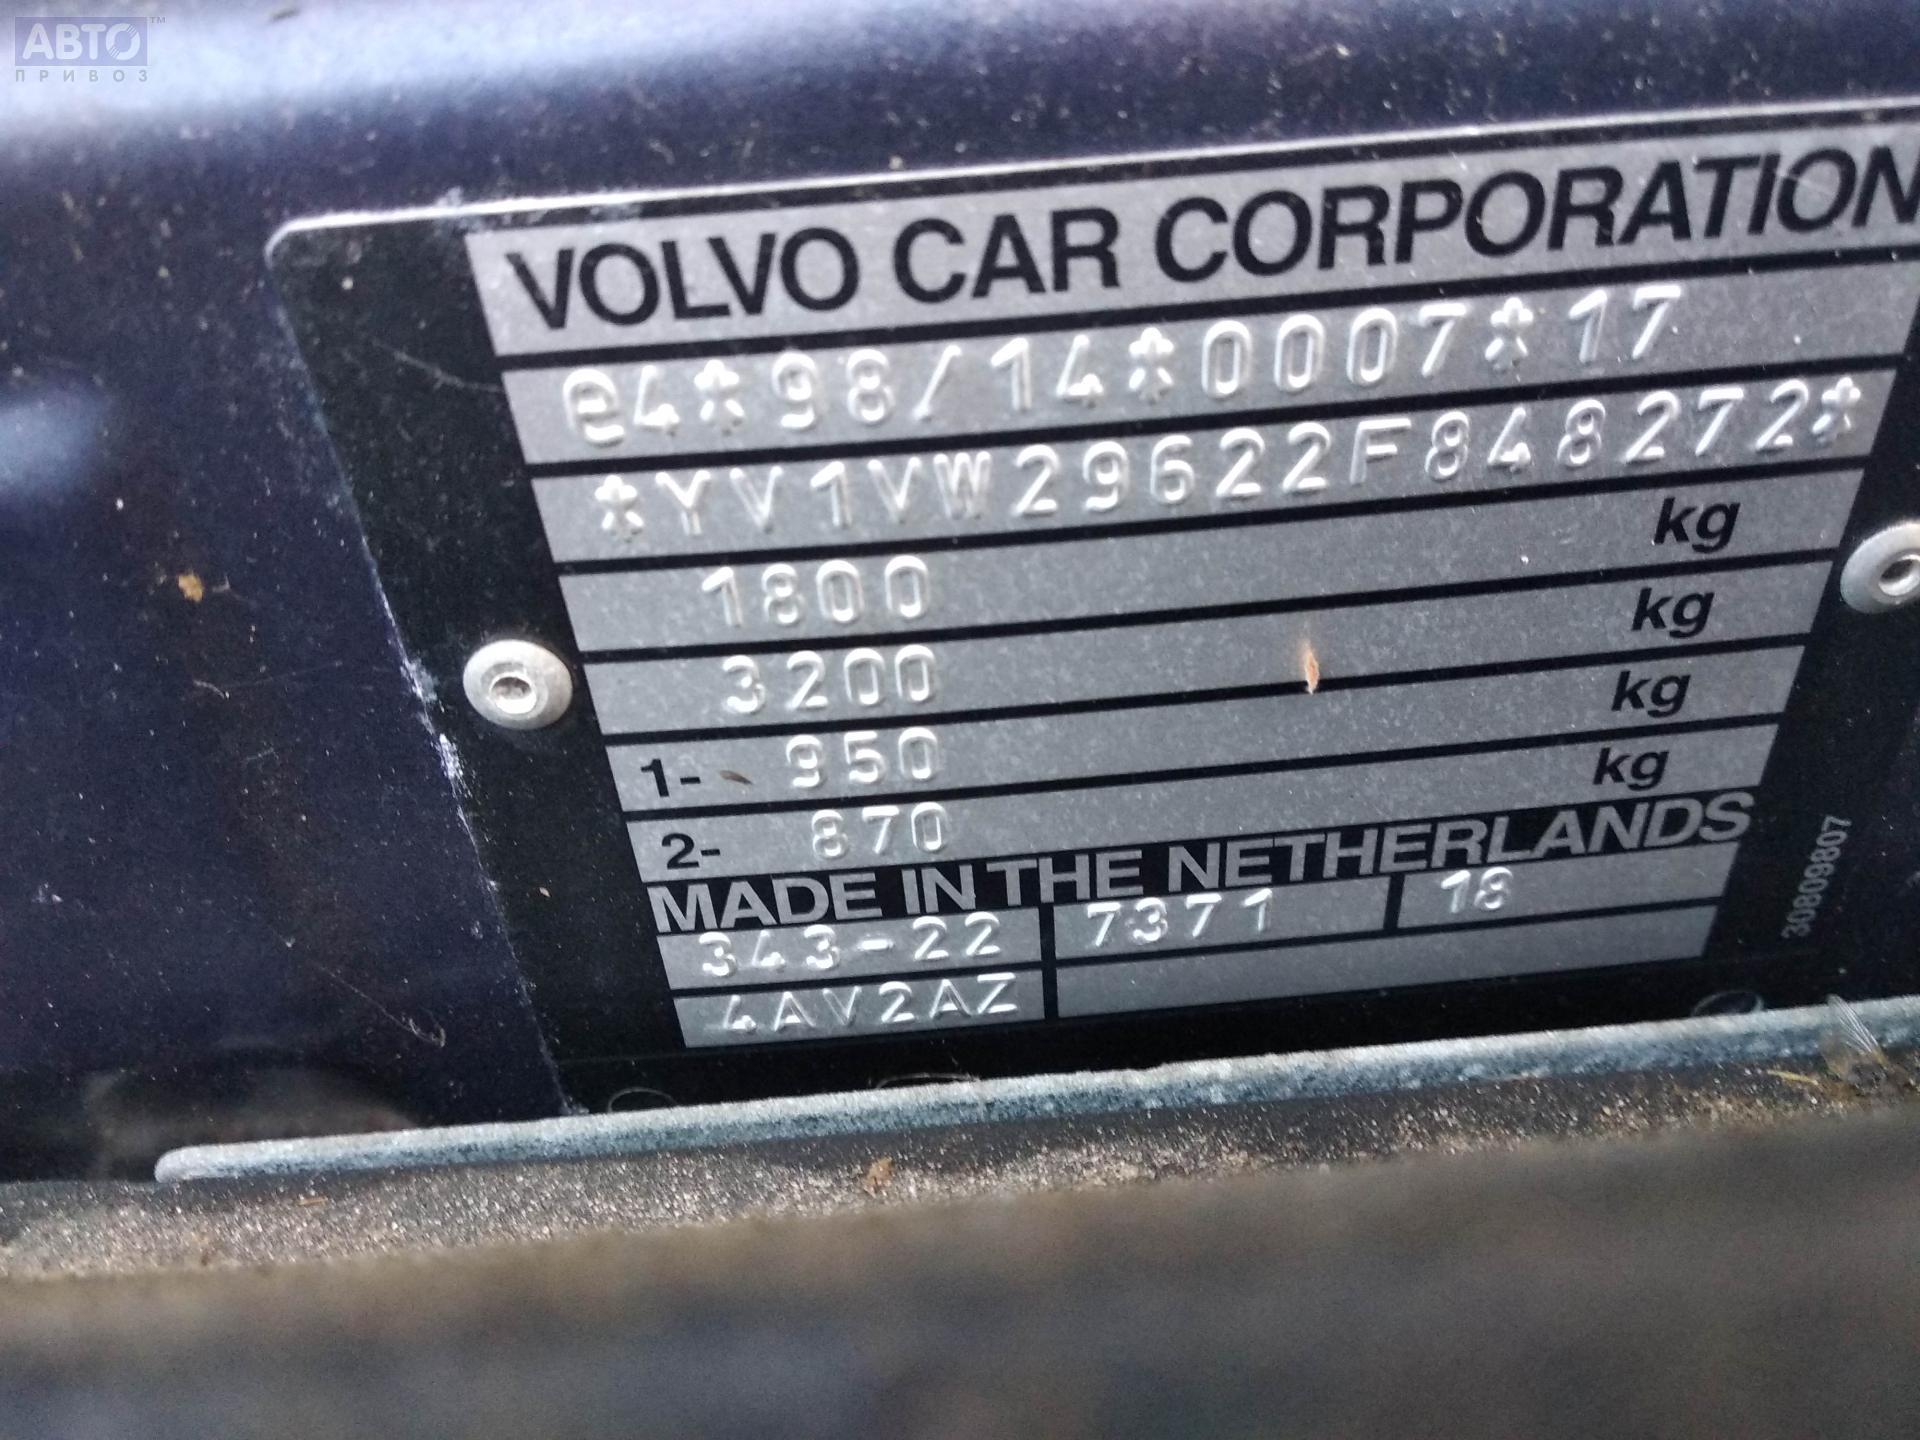 АВТО™
ПРИВОЗ
VOLVO CAR CORPORATION
e4*98/14*0007*17
*YV1VW29622F848272*
1800 kg
3200 kg
1- 950 kg
2- 870 kg
MADE IN THE NETHERLANDS
343-22 7371 18
4AV2AZ
30809807